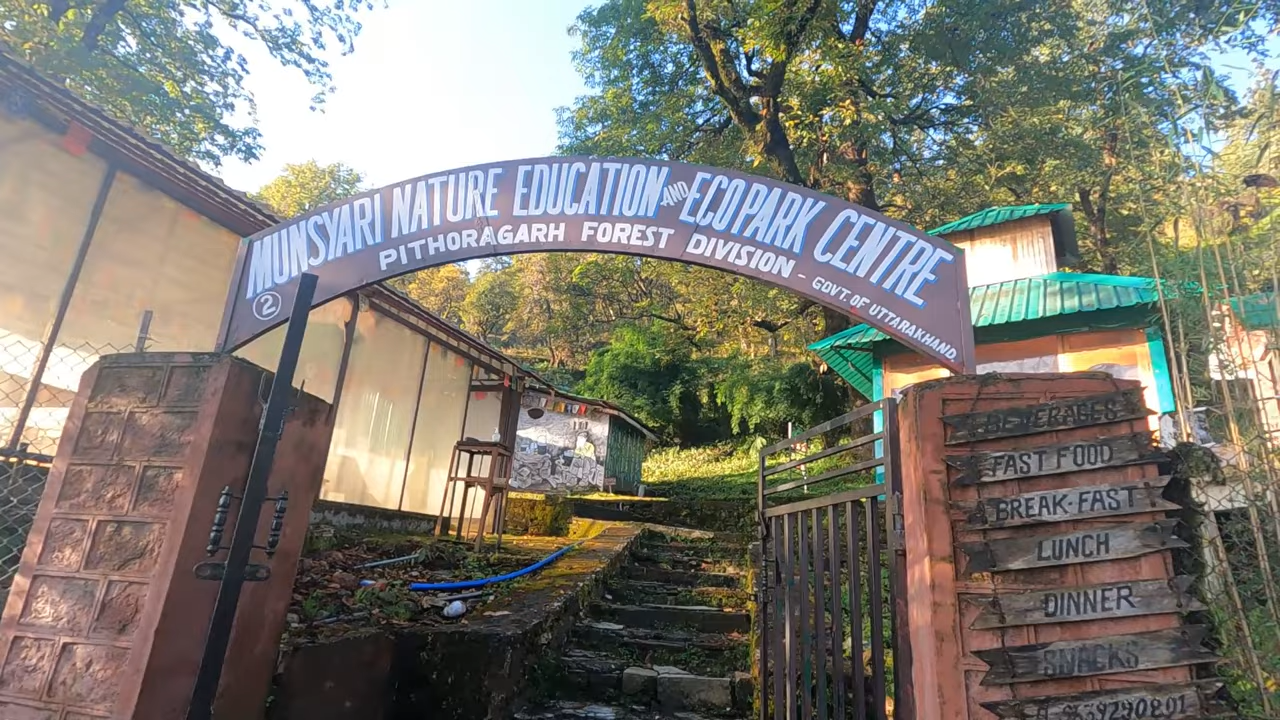 MUNSYARI NATURE EDUCATION AND ECOPARK CENTRE
PITHORAGARH FOREST DIVISION - GOVT. OF UTTARAKHAND.
2
BEVERAGES
FAST FOOD
BREAK-FAST
LUNCH
DINNER
SNACKS